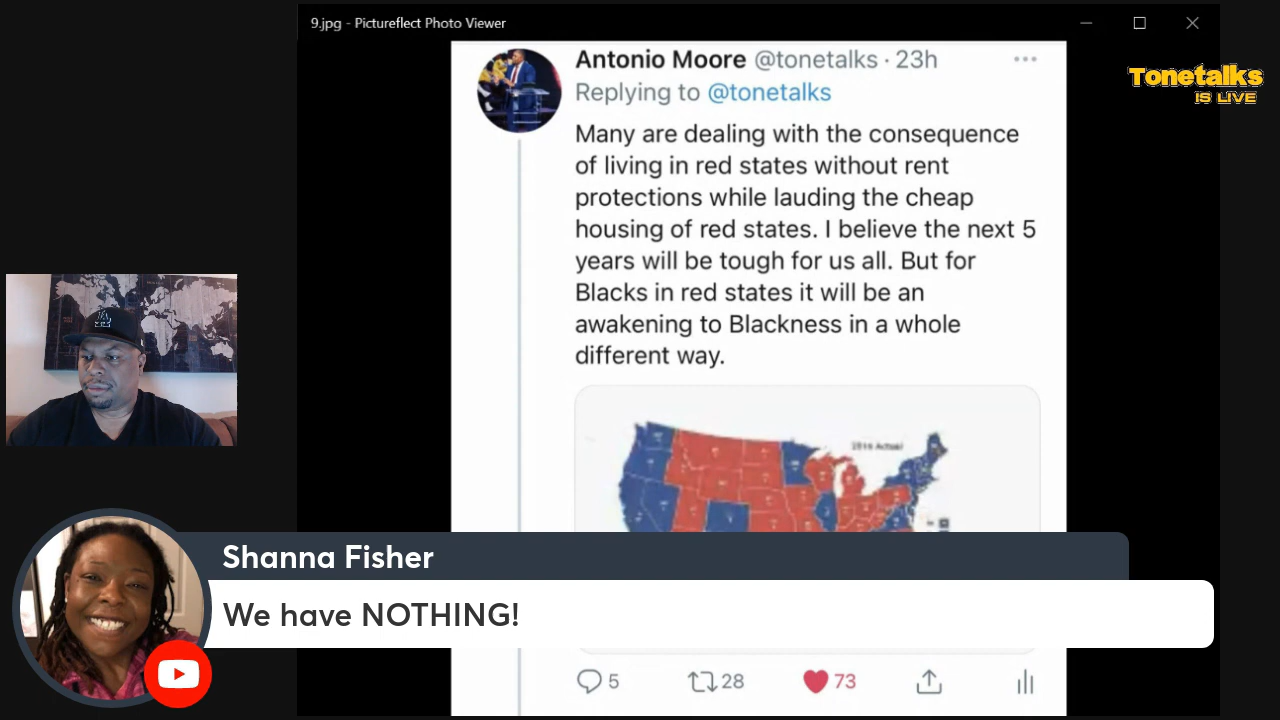 9.jpg - Pictureflect Photo Viewer
Antonio Moore @tonetalks · 23h
Replying to @tonetalks
Many are dealing with the consequence
of living in red states without rent
protections while lauding the cheap
housing of red states. I believe the next 5
years will be tough for us all. But for
Blacks in red states it will be an
awakening to Blackness in a whole
different way.
2016 Actual
Shanna Fisher
We have NOTHING!
5
28
73
Tonetalks
IS LIVE